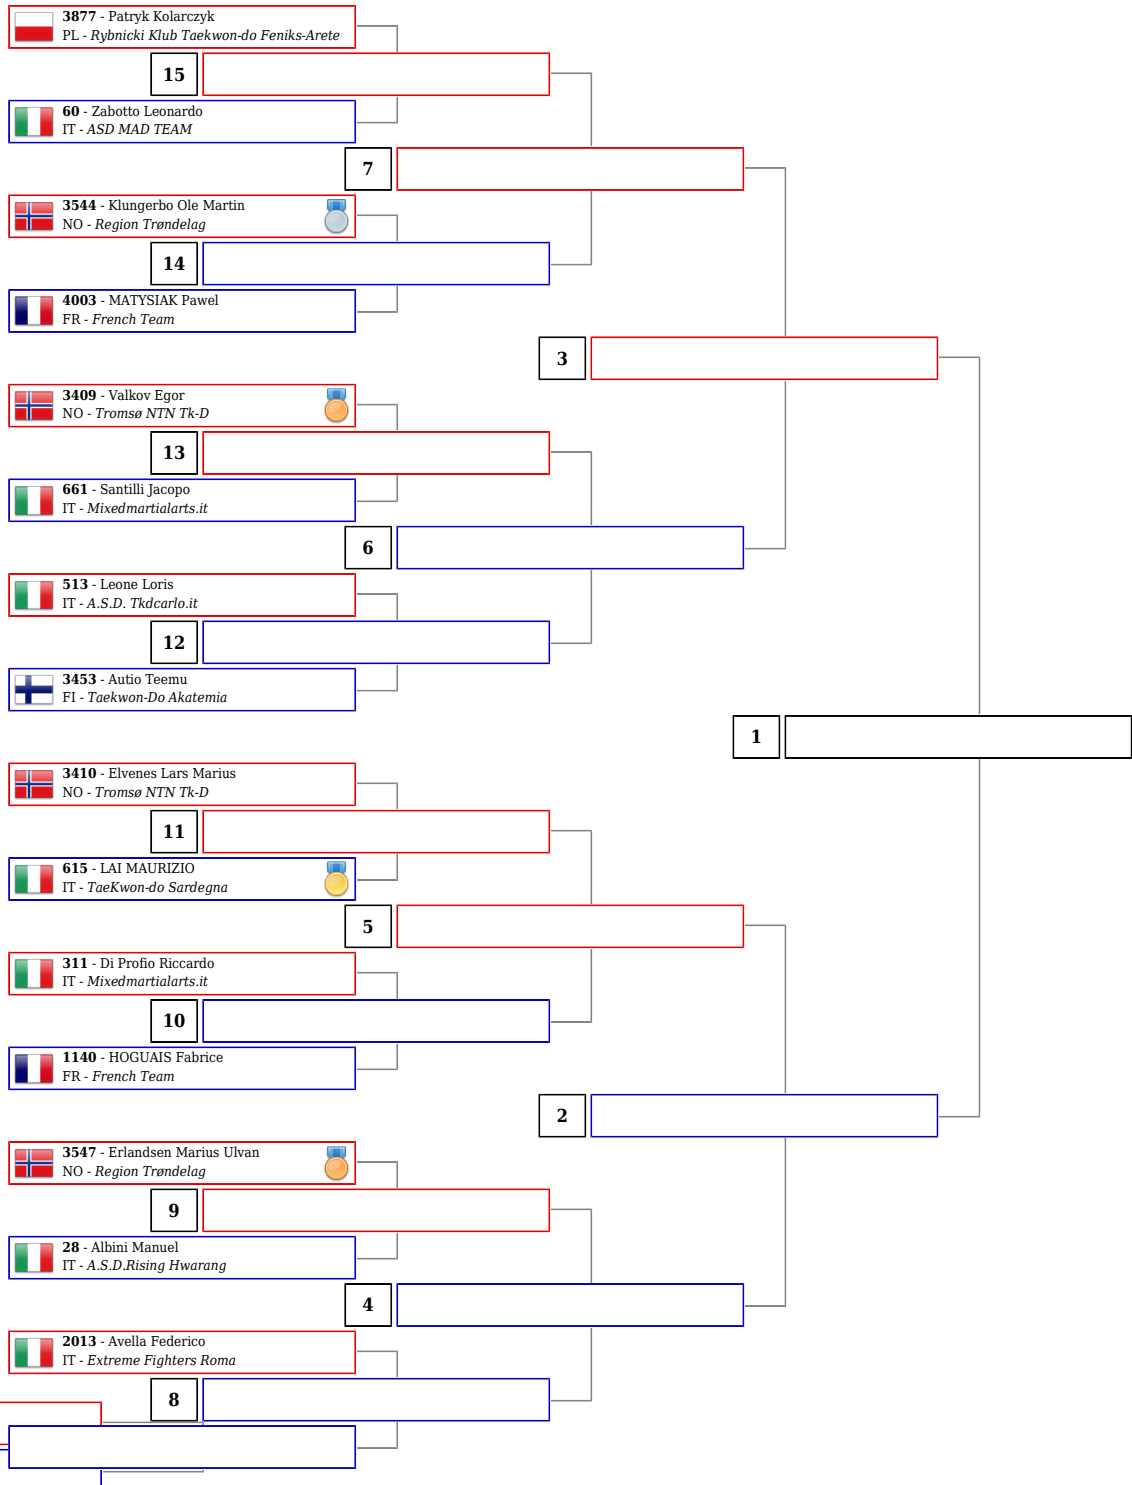 3877 - Patryk Kolarczyk
PL - Rybnicki Klub Taekwon-do Feniks-Arete
15
60 - Zabotto Leonardo
IT - ASD MAD TEAM
7
3544 - Klungerbo Ole Martin
NO - Region Trøndelag
14
4003 - MATYSIAK Pawel
FR - French Team
3
3409 - Valkov Egor
NO - Tromsø NTN Tk-D
13
661 - Santilli Jacopo
IT - Mixedmartialarts.it
6
513 - Leone Loris
IT - A.S.D. Tkdcarlo.it
12
3453 - Autio Teemu
FI - Taekwon-Do Akatemia
1
3410 - Elvenes Lars Marius
NO - Tromsø NTN Tk-D
11
615 - LAI MAURIZIO
IT - TaeKwon-do Sardegna
5
311 - Di Profio Riccardo
IT - Mixedmartialarts.it
10
1140 - HOGUAIS Fabrice
FR - French Team
2
3547 - Erlandsen Marius Ulvan
NO - Region Trøndelag
9
28 - Albini Manuel
IT - A.S.D.Rising Hwarang
4
2013 - Avella Federico
IT - Extreme Fighters Roma
8